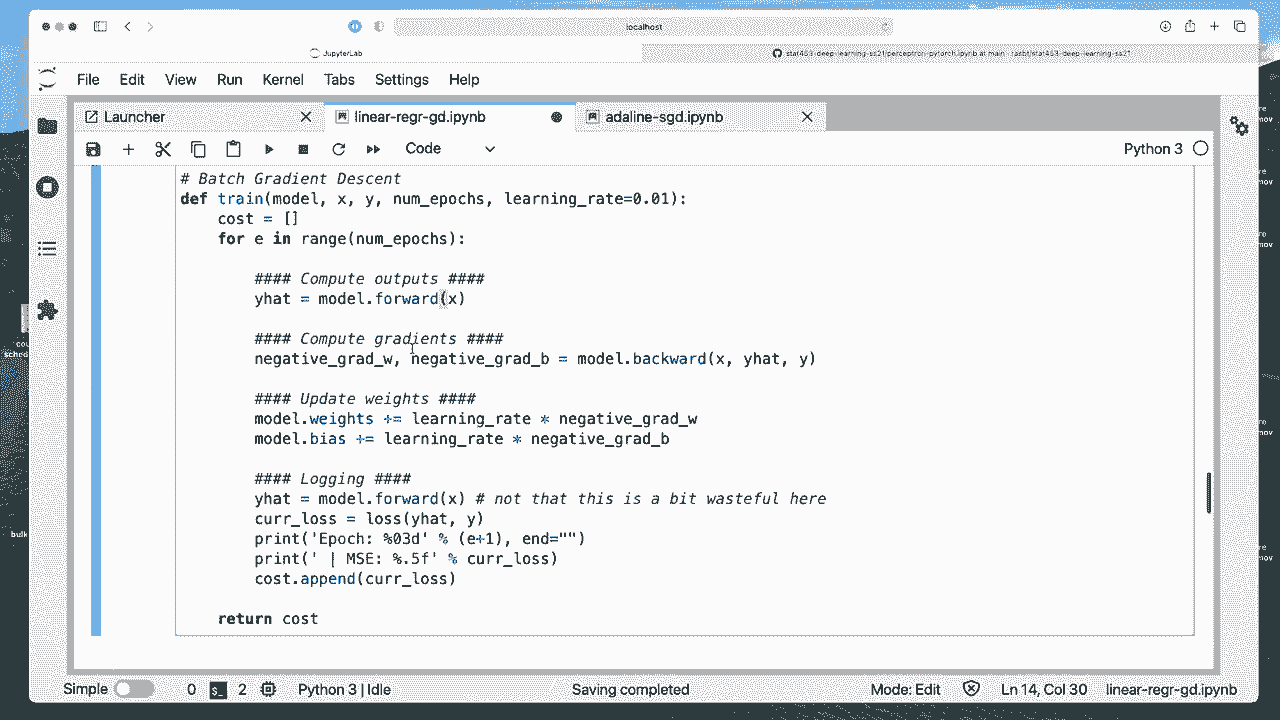 localhost
JupyterLab
stat453-deep-learning-ss21/perceptron-pytorch.ipynb at main · rasbt/stat453-deep-learning-ss21
File Edit View Run Kernel Tabs Settings Help
Launcher
linear-regr-gd.ipynb
adaline-sgd.ipynb
Code
Python 3
# Batch Gradient Descent
def train(model, x, y, num_epochs, learning_rate=0.01):
    cost = []
    for e in range(num_epochs):
        #### Compute outputs ####
        yhat = model.forward(x)
        #### Compute gradients ####
        negative_grad_w, negative_grad_b = model.backward(x, yhat, y)
        #### Update weights ####
        model.weights += learning_rate * negative_grad_w
        model.bias += learning_rate * negative_grad_b
        #### Logging ####
        yhat = model.forward(x) # not that this is a bit wasteful here
        curr_loss = loss(yhat, y)
        print('Epoch: %03d' % (e+1), end="")
        print(' | MSE: %.5f' % curr_loss)
        cost.append(curr_loss)
    return cost
Simple 0 2 Python 3 | Idle Saving completed Mode: Edit Ln 14, Col 30 linear-regr-gd.ipynb